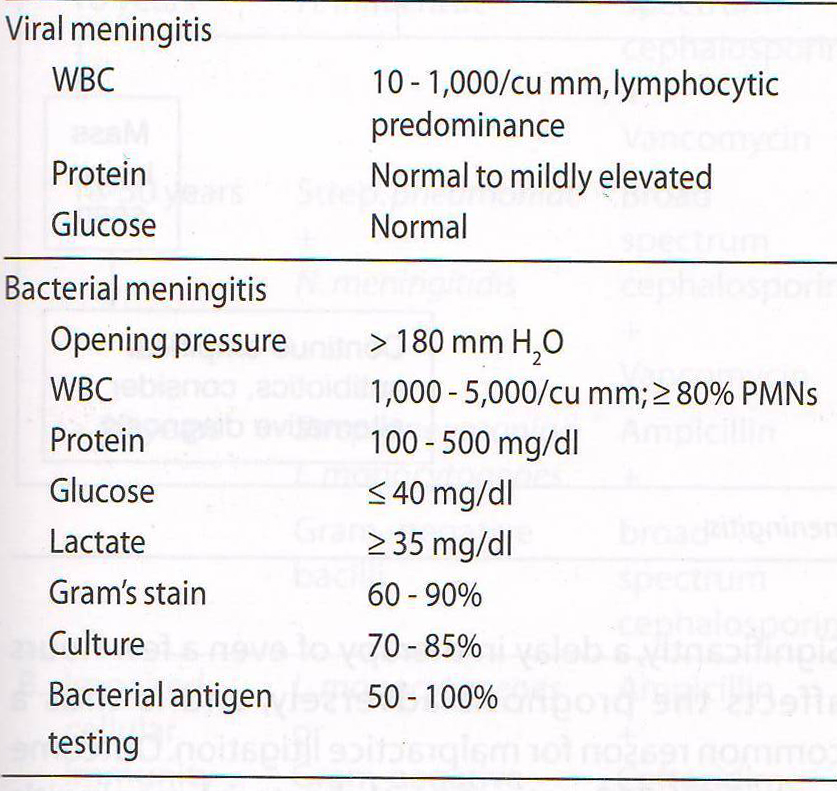 Viral meningitis
WBC 10 - 1,000/cu mm, lymphocytic
predominance
Protein Normal to mildly elevated
Glucose Normal
Bacterial meningitis
Opening pressure > 180 mm H₂O
WBC 1,000 - 5,000/cu mm; ≥ 80% PMNs
Protein 100 - 500 mg/dl
Glucose ≤ 40 mg/dl
Lactate ≥ 35 mg/dl
Gram's stain 60 - 90%
Culture 70 - 85%
Bacterial antigen 50 - 100%
testing